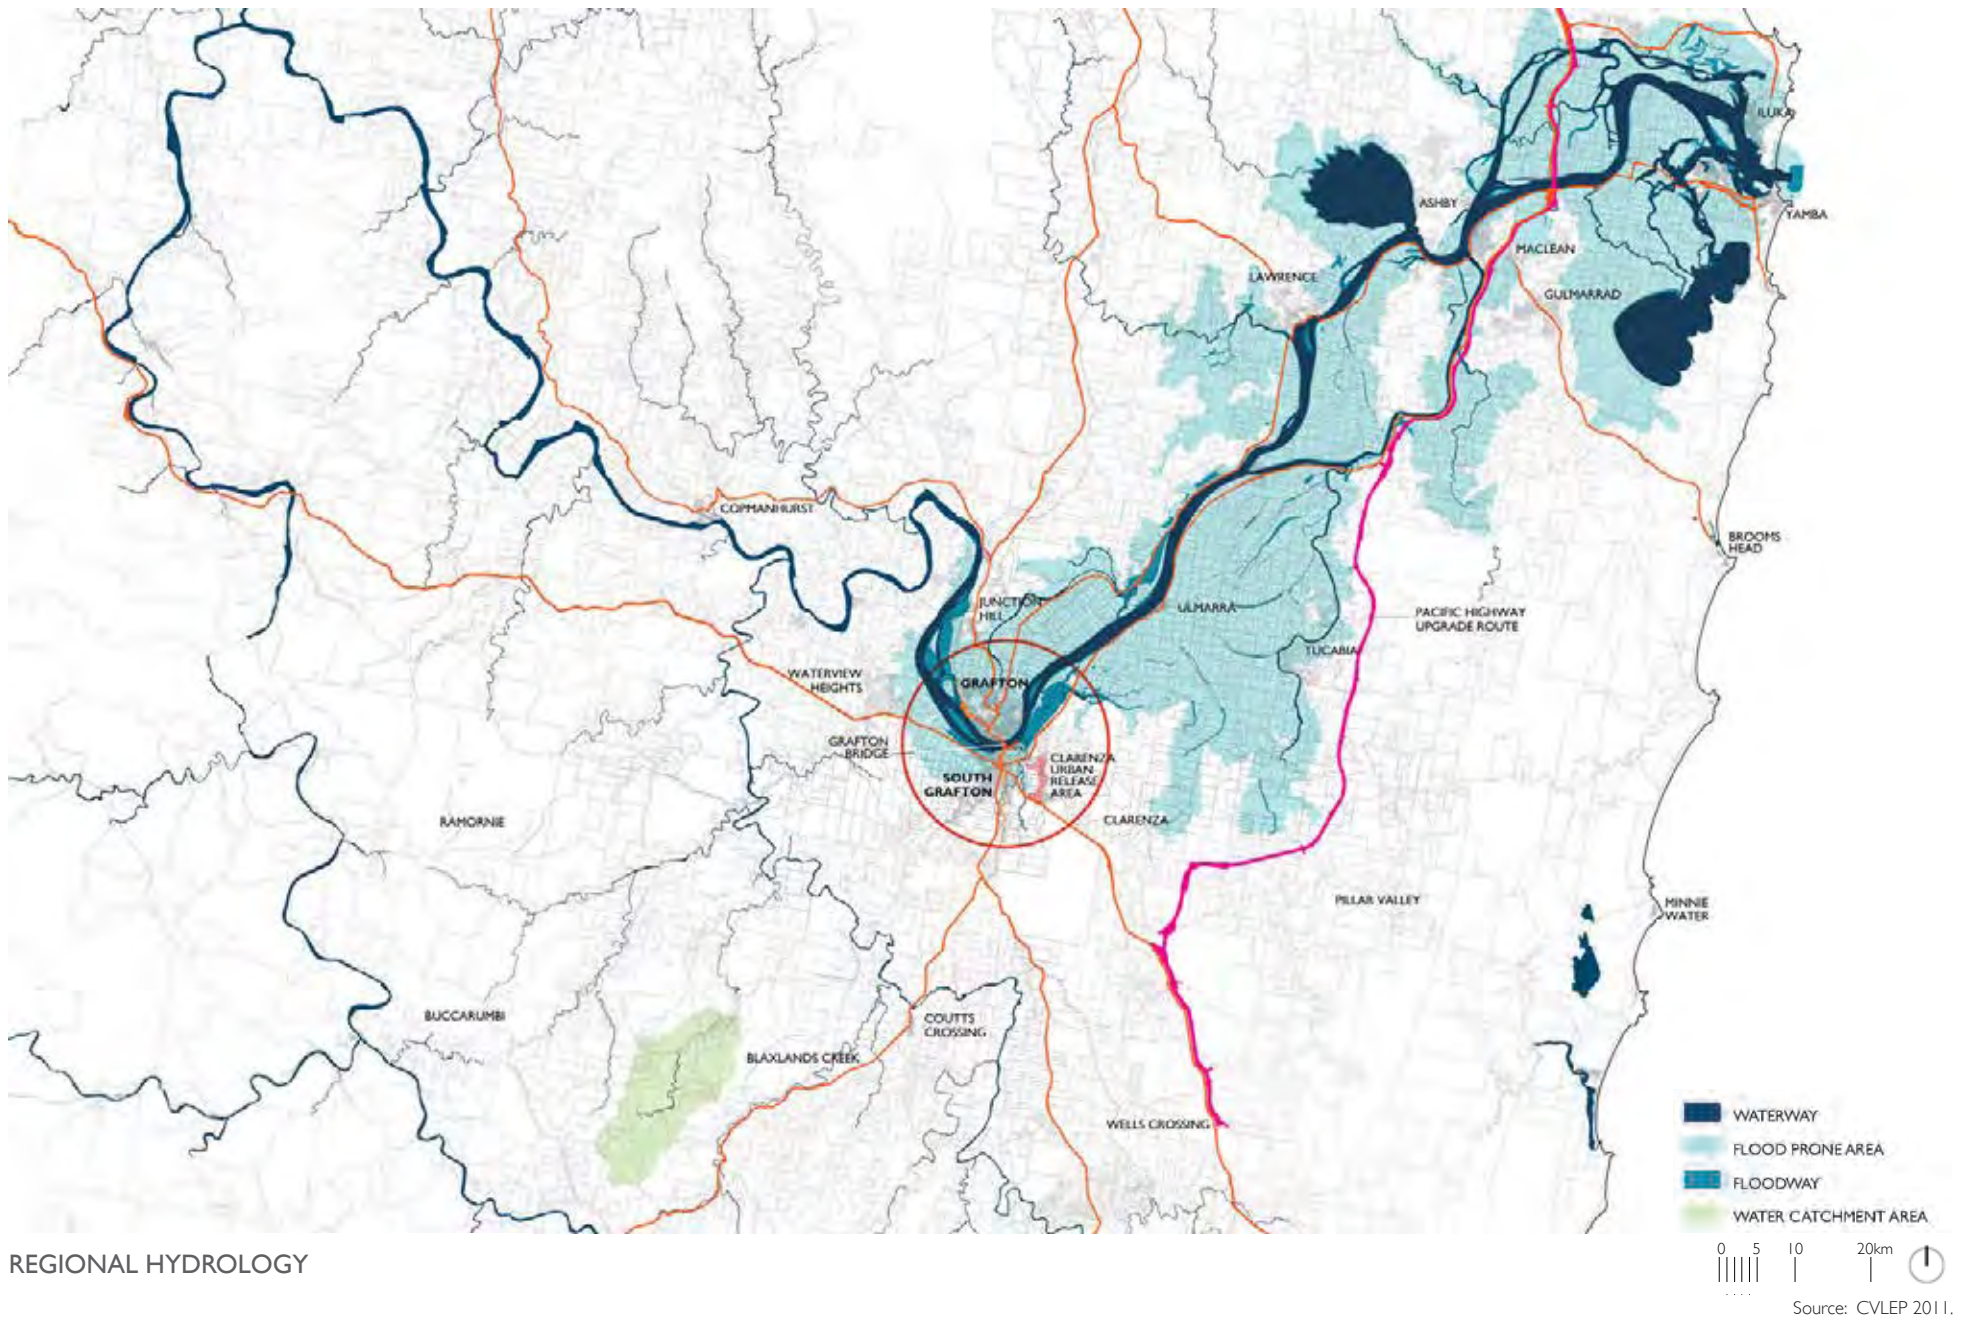 ILUKA
ASHBY
YAMBA
MACLEAN
LAWRENCE
GULMARRAD
COPMANHURST
BROOMS
HEAD
JUNCTION
HILL
ULMARRA
PACIFIC HIGHWAY
UPGRADE ROUTE
TUCABIA
WATERVIEW
HEIGHTS
GRAFTON
GRAFTON
BRIDGE
SOUTH
GRAFTON
CLARENZA
URBAN
RELEASE
AREA
RAMORNIE
CLARENZA
PILLAR VALLEY
MINNIE
WATER
BUCCARUMBI
COUTTS
CROSSING
BLAXLANDS CREEK
WELLS CROSSING
WATERWAY
FLOOD PRONE AREA
FLOODWAY
WATER CATCHMENT AREA
REGIONAL HYDROLOGY
0 5 10 20km
Source: CVLEP 2011.